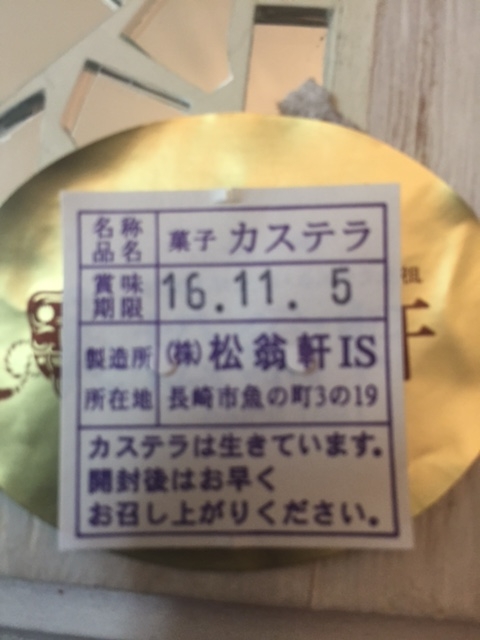 名称 菓子 カステラ
品名
賞味 16.11. 5
期限
製造所 (株) 松翁軒IS
所在地 長崎市魚の町3の19
カステラは生きています。
開封後はお早く
お召し上がりください。
祖
軒